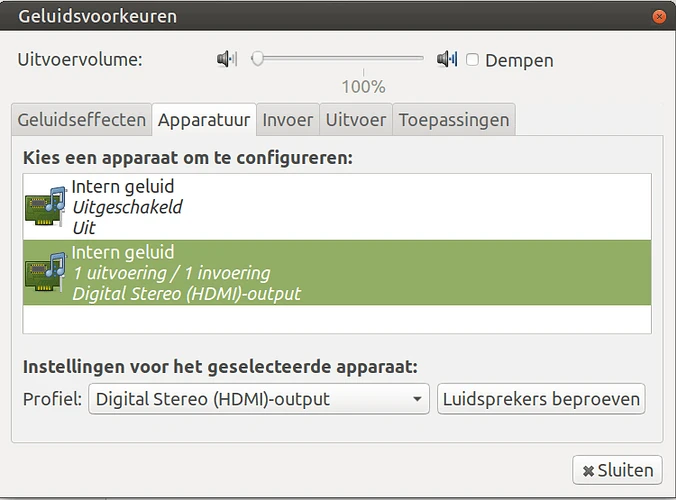 Geluidsvoorkeuren
Uitvoervolume:
Dempen
100%
Geluidseffecten Apparatuur Invoer Uitvoer Toepassingen
Kies een apparaat om te configureren:
Intern geluid
Uitgeschakeld
Uit
Intern geluid
1 uitvoering / 1 invoering
Digital Stereo (HDMI)-output
Instellingen voor het geselecteerde apparaat:
Profiel: Digital Stereo (HDMI)-output Luidsprekers beproeven
Sluiten